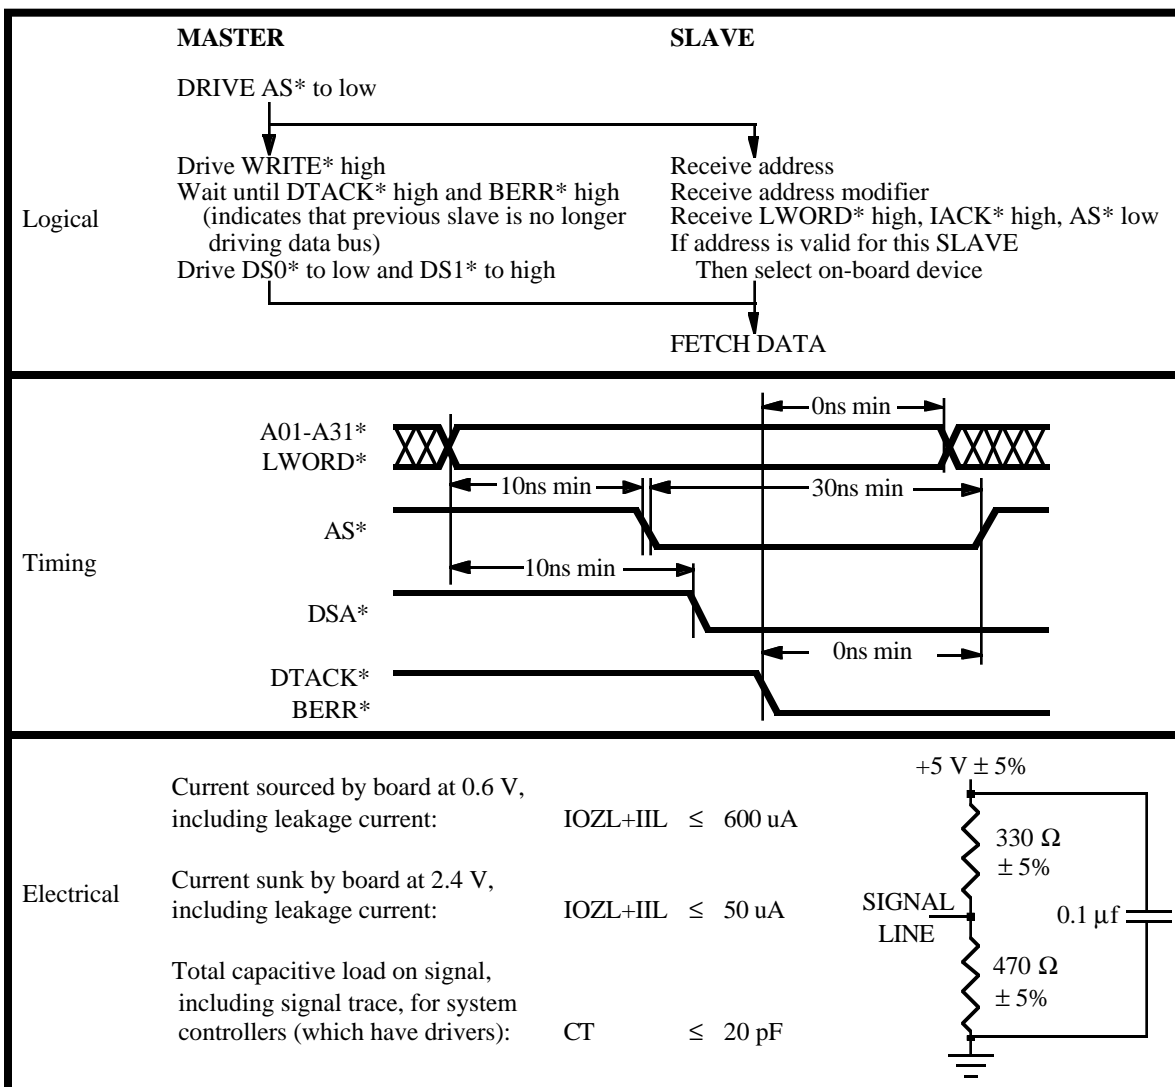 MASTER
SLAVE
DRIVE AS* to low
Logical
Drive WRITE* high
Wait until DTACK* high and BERR* high
(indicates that previous slave is no longer
driving data bus)
Drive DS0* to low and DS1* to high
Receive address
Receive address modifier
Receive LWORD* high, IACK* high, AS* low
If address is valid for this SLAVE
Then select on-board device
FETCH DATA
Timing
0ns min
A01-A31*
LWORD*
10ns min
30ns min
AS*
10ns min
DSA*
0ns min
DTACK*
BERR*
Electrical
Current sourced by board at 0.6 V,
including leakage current: IOZL+IIL ≤ 600 uA
Current sunk by board at 2.4 V,
including leakage current: IOZL+IIL ≤ 50 uA
Total capacitive load on signal,
including signal trace, for system
controllers (which have drivers): CT ≤ 20 pF
+5 V ± 5%
330 Ω
± 5%
SIGNAL
LINE
0.1 μf
470 Ω
± 5%